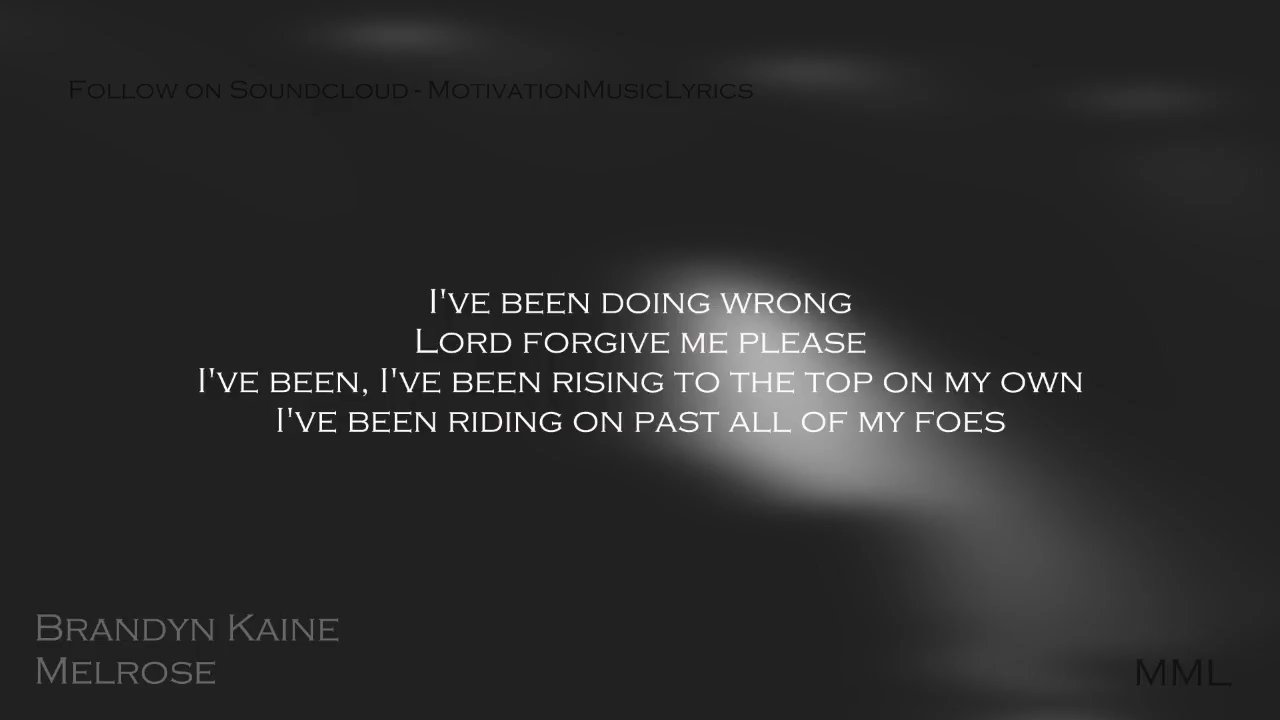 Follow on Soundcloud - MotivationMusicLyrics
I've been doing wrong
Lord forgive me please
I've been, I've been rising to the top on my own
I've been riding on past all of my foes
Brandyn Kaine
Melrose
MML